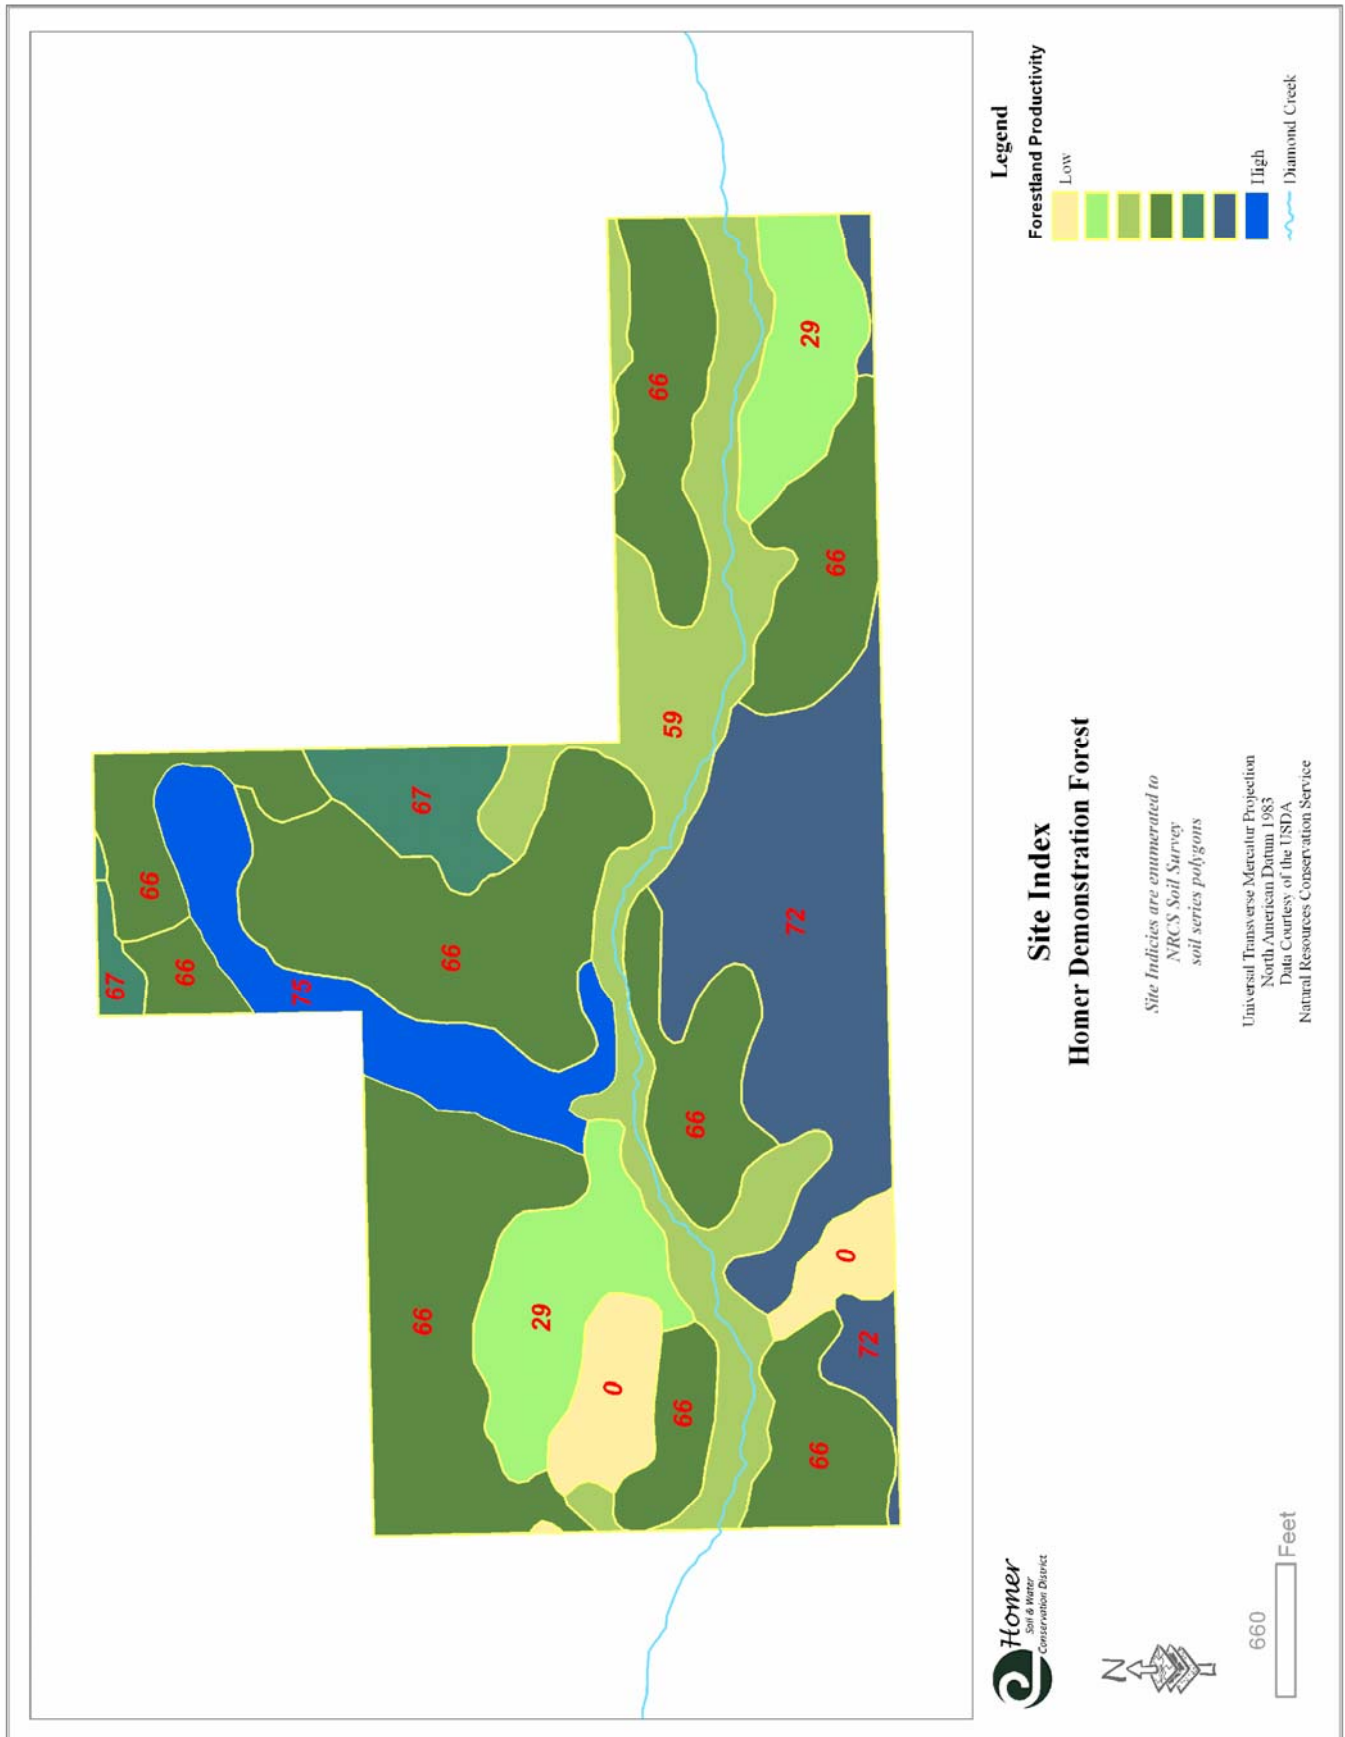 67
66
66
75
67
66
66
29
0
66
59
66
66
72
29
66
66
0
72
Homer
Soil & Water
Conservation District
N
660
Feet
Site Index
Homer Demonstration Forest
Site Indicies are enumerated to
NRCS Soil Survey
soil series polygons
Universal Transverse Mercatur Projection
North American Datum 1983
Data Courtesy of the USDA
Natural Resources Conservation Service
Legend
Forestland Productivity
Low
High
Diamond Creek